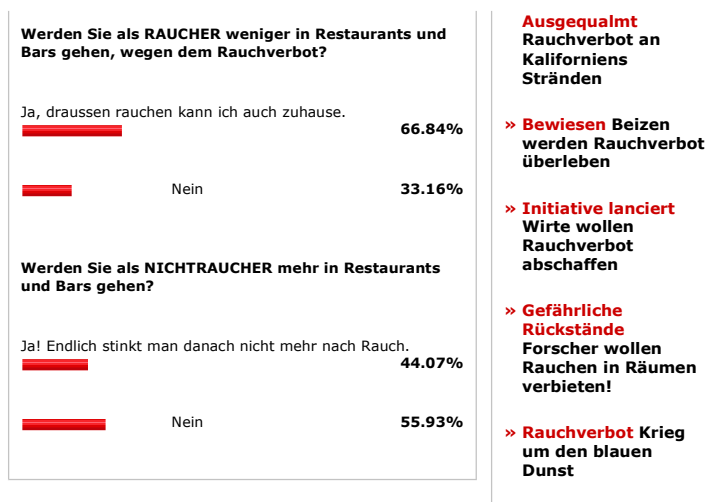 Werden Sie als RAUCHER weniger in Restaurants und
Bars gehen, wegen dem Rauchverbot?
Ja, draussen rauchen kann ich auch zuhause.
66.84%
Nein 33.16%
Werden Sie als NICHTRAUCHER mehr in Restaurants
und Bars gehen?
Ja! Endlich stinkt man danach nicht mehr nach Rauch.
44.07%
Nein 55.93%
Ausgequalmt
Rauchverbot an
Kaliforniens
Stränden
» Bewiesen Beizen
werden Rauchverbot
überleben
» Initiative lanciert
Wirte wollen
Rauchverbot
abschaffen
» Gefährliche
Rückstände
Forscher wollen
Rauchen in Räumen
verbieten!
» Rauchverbot Krieg
um den blauen
Dunst